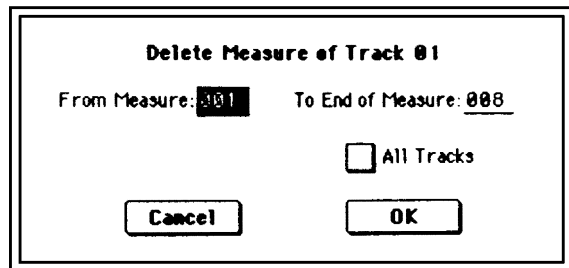 Delete Measure of Track 01
From Measure: 001 To End of Measure: 008
All Tracks
Cancel OK